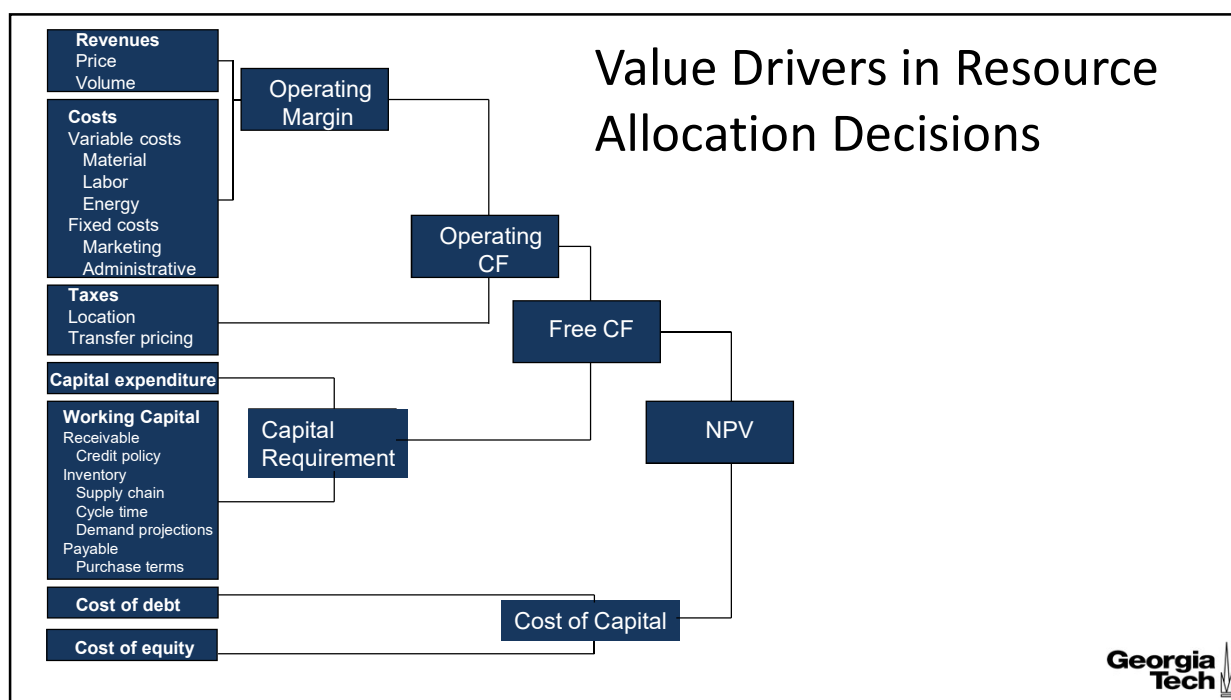 Value Drivers in Resource
Allocation Decisions
Revenues
Price
Volume
Costs
Variable costs
Material
Labor
Energy
Fixed costs
Marketing
Administrative
Taxes
Location
Transfer pricing
Capital expenditure
Working Capital
Receivable
Credit policy
Inventory
Supply chain
Cycle time
Demand projections
Payable
Purchase terms
Cost of debt
Cost of equity
Operating
Margin
Operating
CF
Free CF
Capital
Requirement
NPV
Cost of Capital
Georgia
Tech